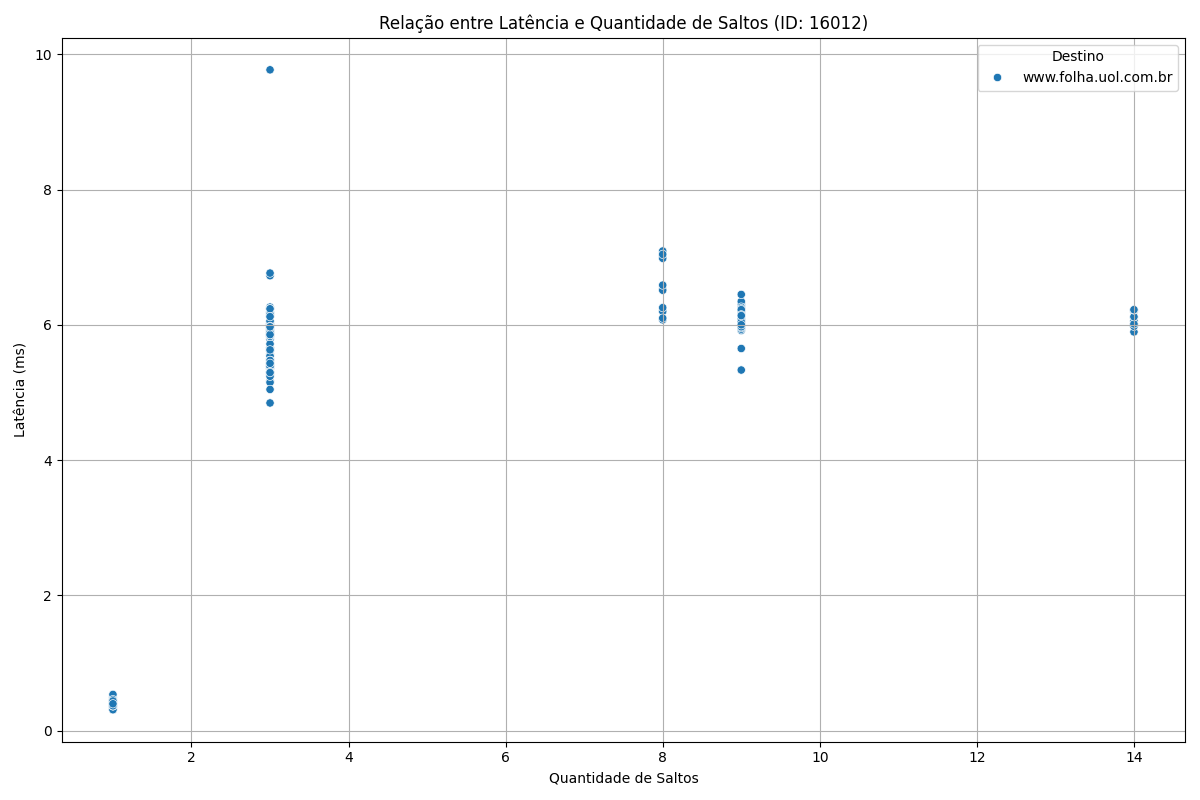 Relação entre Latência e Quantidade de Saltos (ID: 16012)
Destino
www.folha.uol.com.br
Latência (ms)
10
8
6
4
2
0
2 4 6 8 10 12 14
Quantidade de Saltos